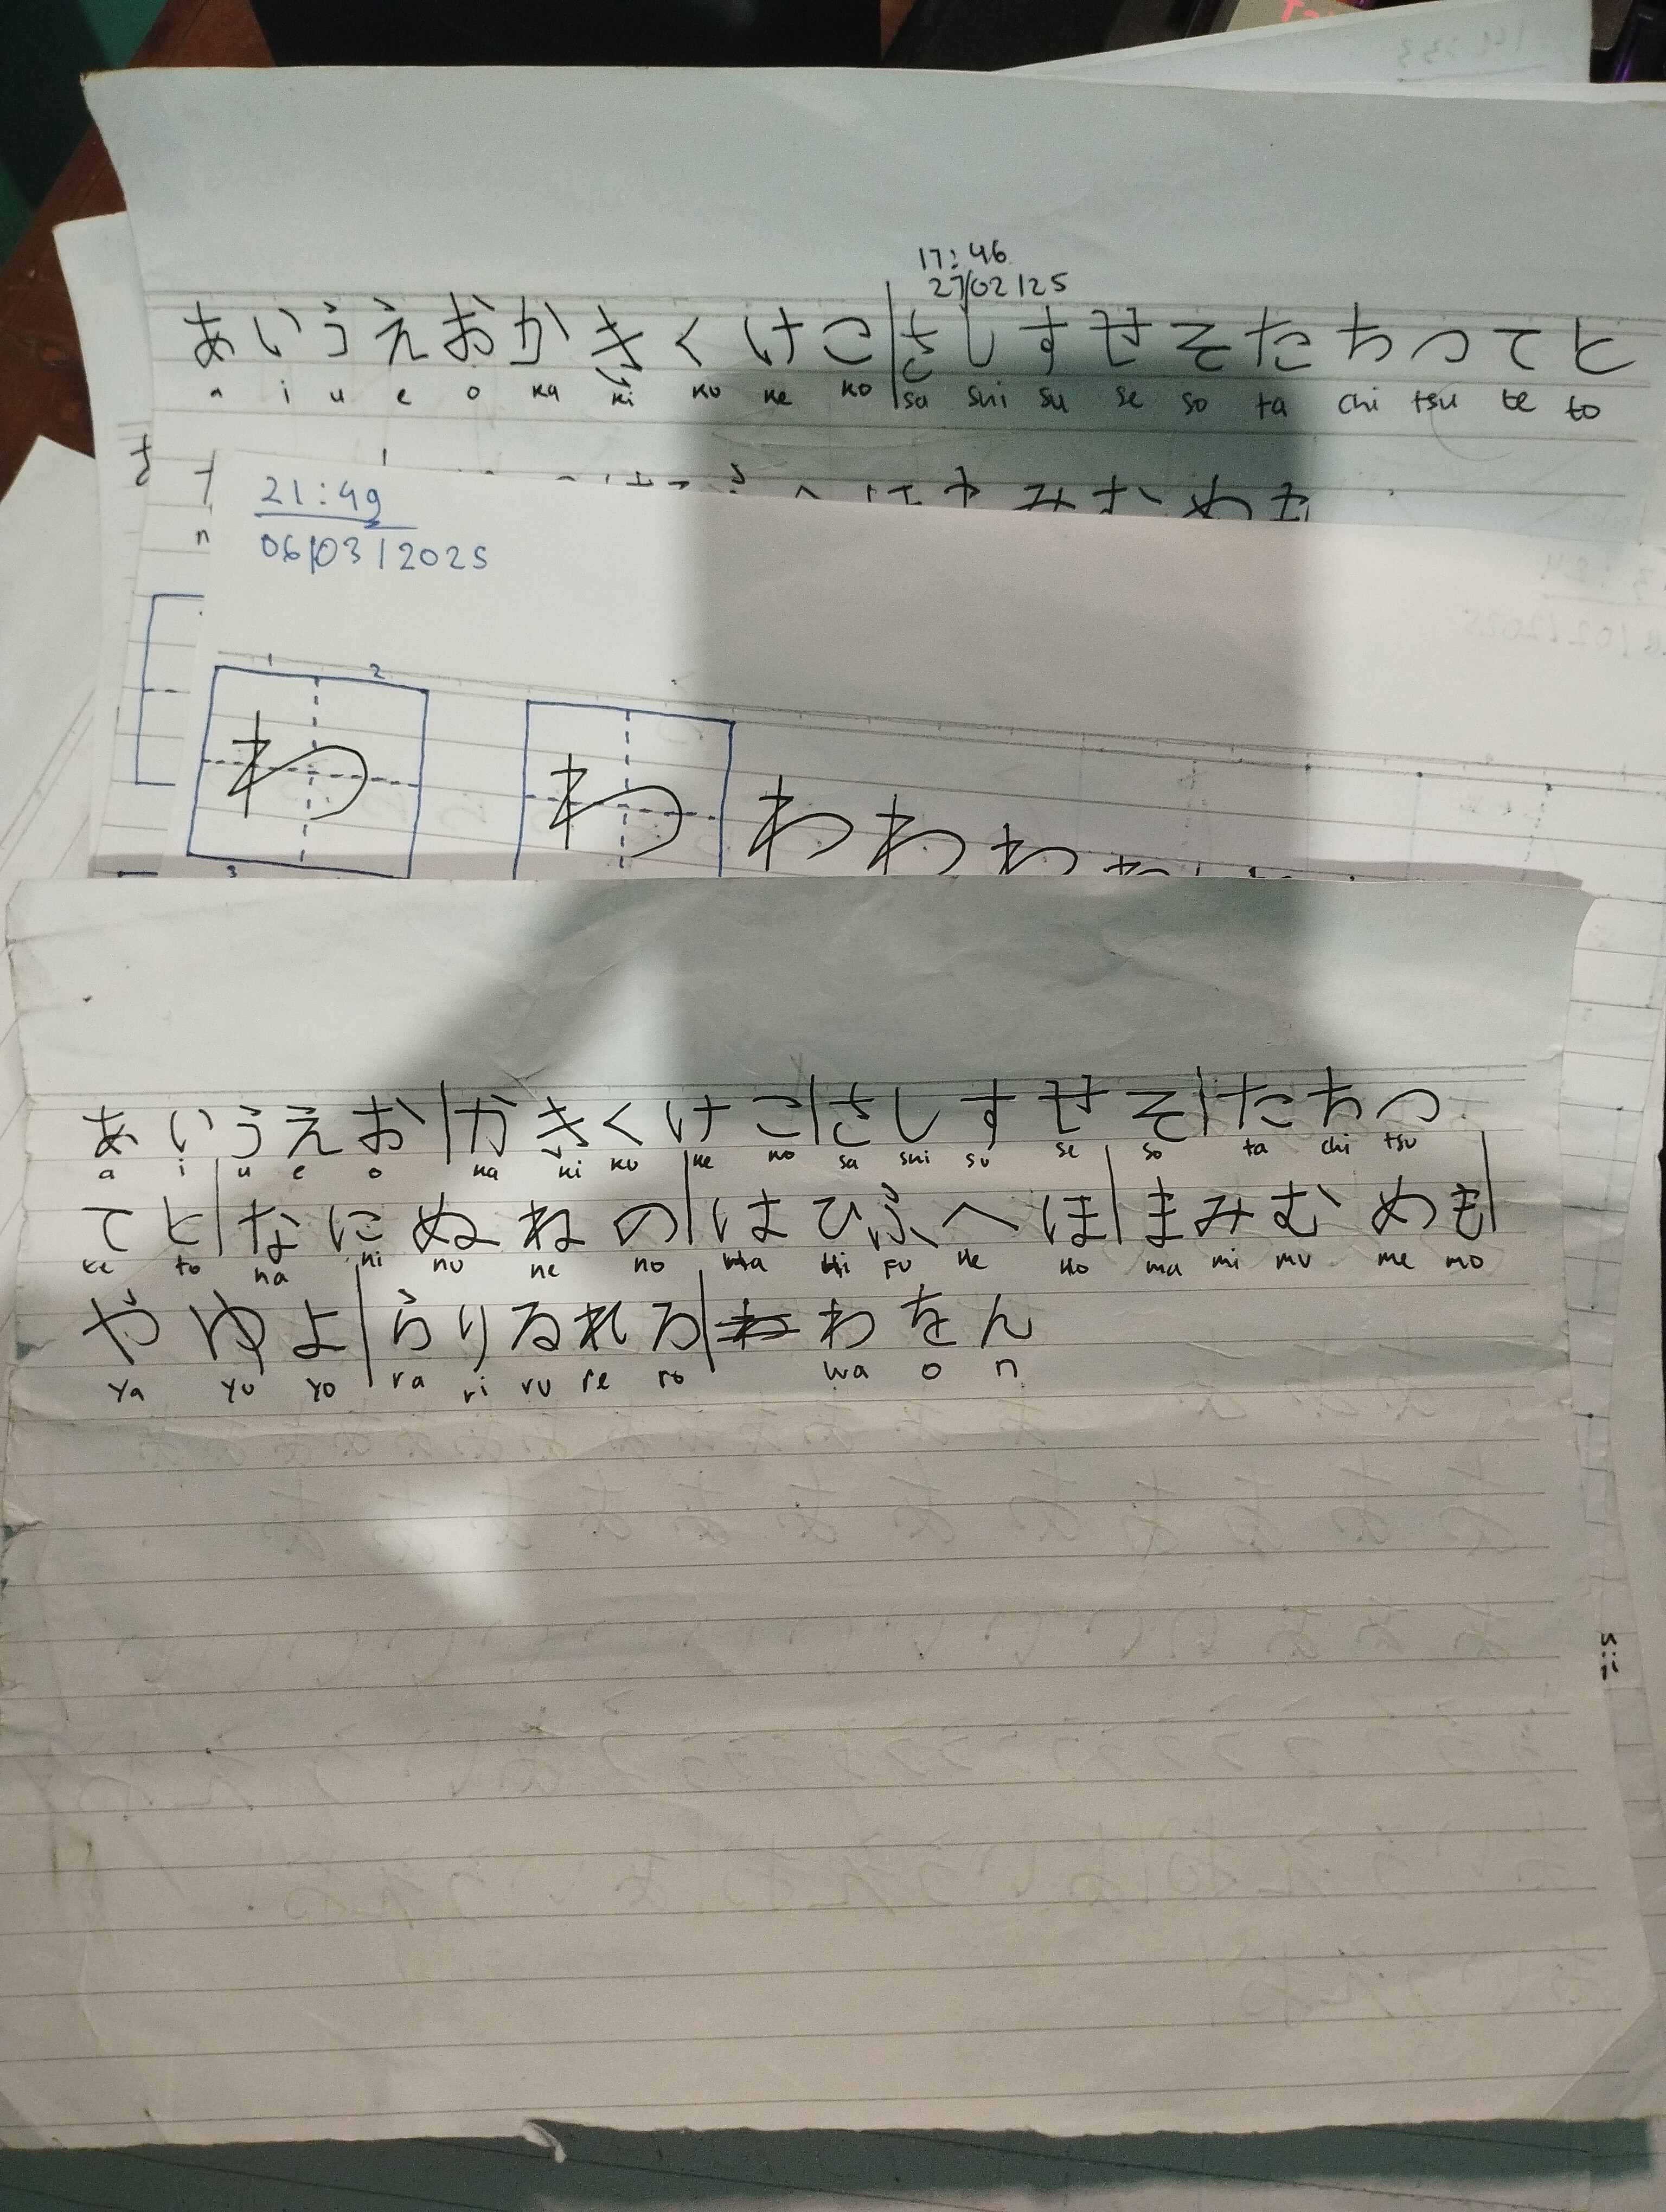 17:46
27/02/25
あいうえおかきくけこ|さしすせそたちつてと
a i u e o ka ki ku ke ko sa shi su se so ta chi tsu te to
みむめも
21:49
06/03/2025
1 2
わ わ わ わ わ
3
あいうえお|かきくけこ|さしすせそ|たちつ
a i u e o ka ki ku ke ko sa shi su se so ta chi tsu
てと|なにぬねの|はひふへほ|まみむめも|
te to na ni nu ne no ha hi fu he ho ma mi mu me mo
やゆよ|らりるれろ|わをん
ya yu yo ra ri ru re ro wa o n